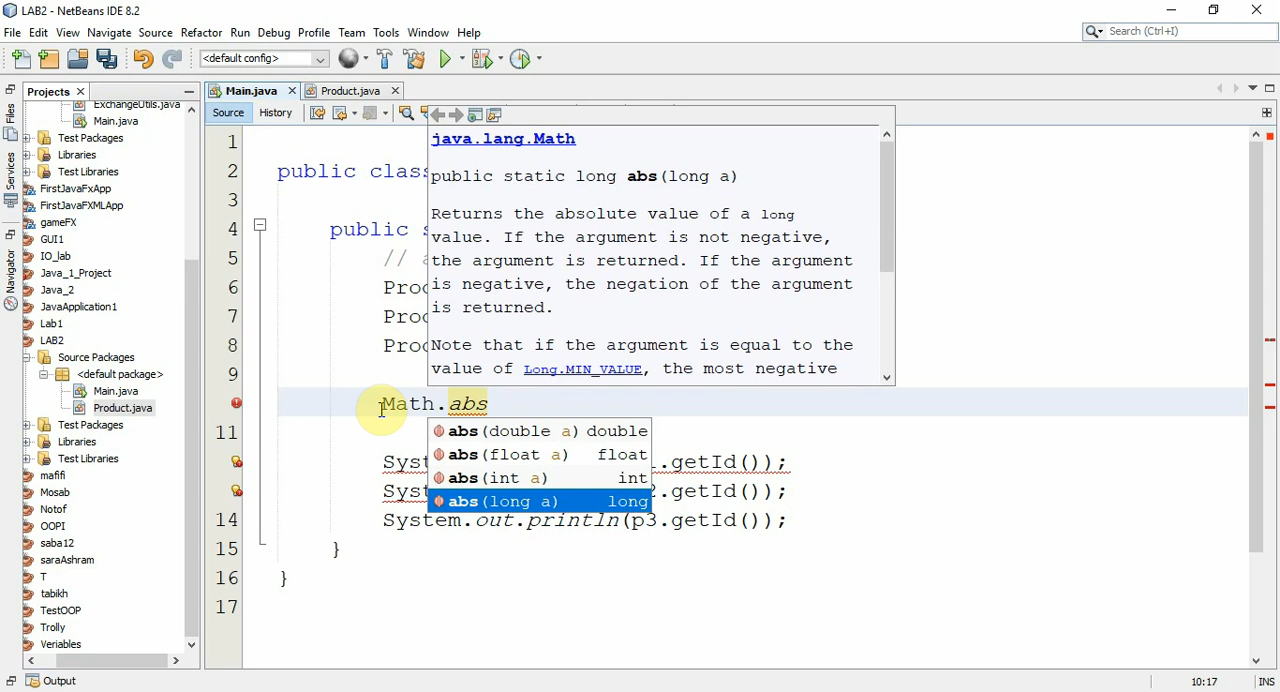 LAB2 - NetBeans IDE 8.2
File Edit View Navigate Source Refactor Run Debug Profile Team Tools Window Help
Search (Ctrl+I)
<default config>
Projects
Main.java
Product.java
Source History
Files
Services
Navigator
ExchangeUtils.java
Main.java
Test Packages
Libraries
Test Libraries
FirstJavaFxApp
FirstJavaFXMLApp
gameFX
GUI1
IO_lab
Java_1_Project
Java_2
JavaApplication1
Lab1
LAB2
Source Packages
<default package>
Main.java
Product.java
Test Packages
Libraries
Test Libraries
mafifi
Mosab
Notof
OOPI
saba12
saraAshram
T
tabikh
TestOOP
Trolly
Veriables
1
2 public clas
3
4 public s
5 // a
6 Prod
7 Prod
8 Prod
9
Math.abs
11
Syst .getId());
Syst .getId());
14 System.out.println(p3.getId());
15 }
16 }
17
java.lang.Math
public static long abs(long a)
Returns the absolute value of a long
value. If the argument is not negative,
the argument is returned. If the argument
is negative, the negation of the argument
is returned.
Note that if the argument is equal to the
value of Long.MIN_VALUE, the most negative
abs(double a) double
abs(float a) float
abs(int a) int
abs(long a) long
Output
10:17 INS